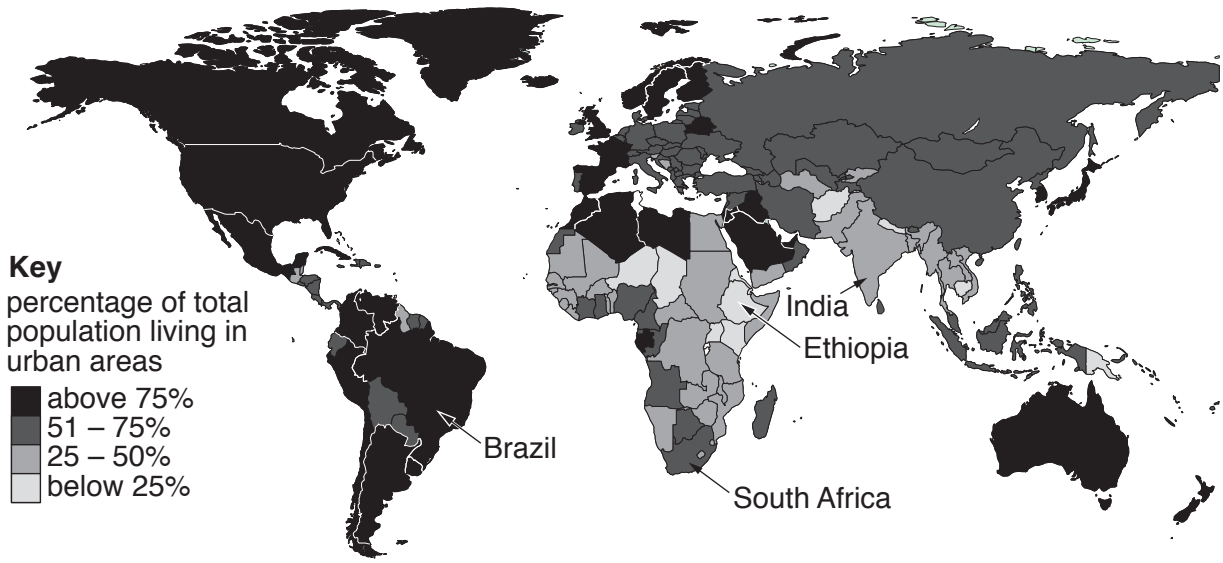 Key
percentage of total
population living in
urban areas
above 75%
51 – 75%
25 – 50%
below 25%
India
Ethiopia
Brazil
South Africa